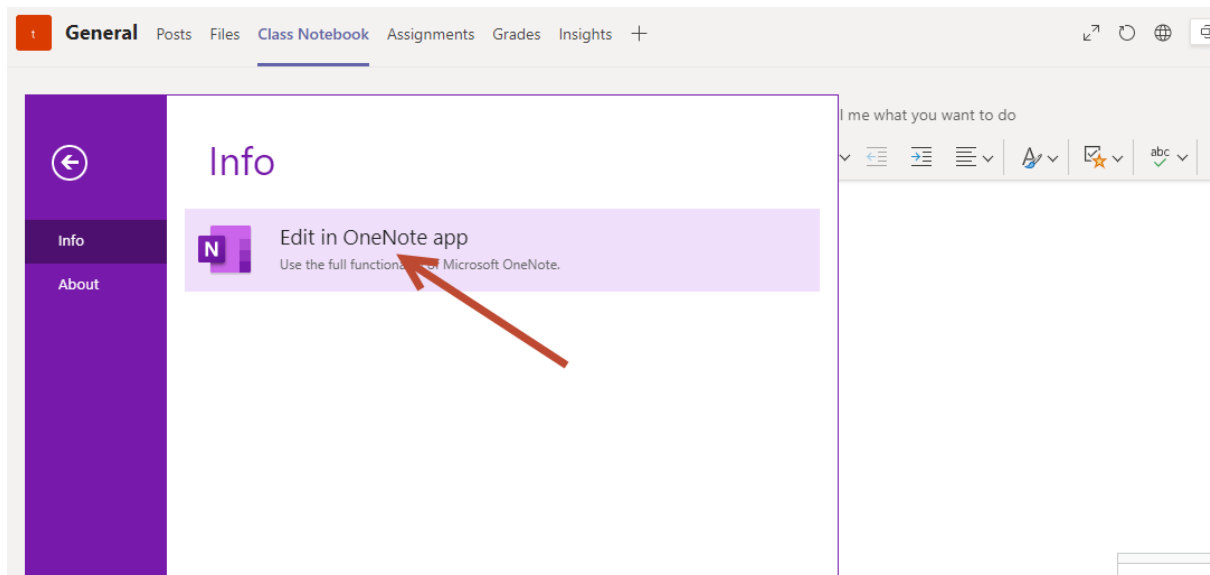 t General Posts Files Class Notebook Assignments Grades Insights
me what you want to do
Info
abc
Info
N Edit in OneNote app
Use the full of Microsoft OneNote.
About